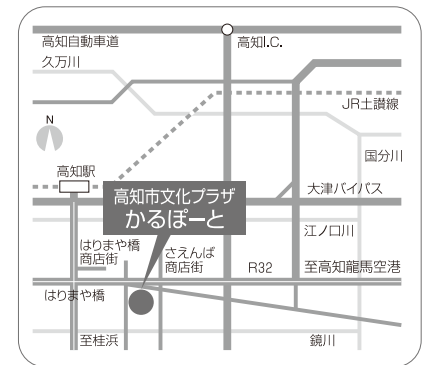 高知自動車道
高知I.C.
久万川
JR土讃線
N
国分川
高知駅
大津バイパス
高知市文化プラザ
かるぽーと
江ノ口川
はりまや橋
商店街
さえんば
商店街
R32
至高知龍馬空港
はりまや橋
至桂浜
鏡川